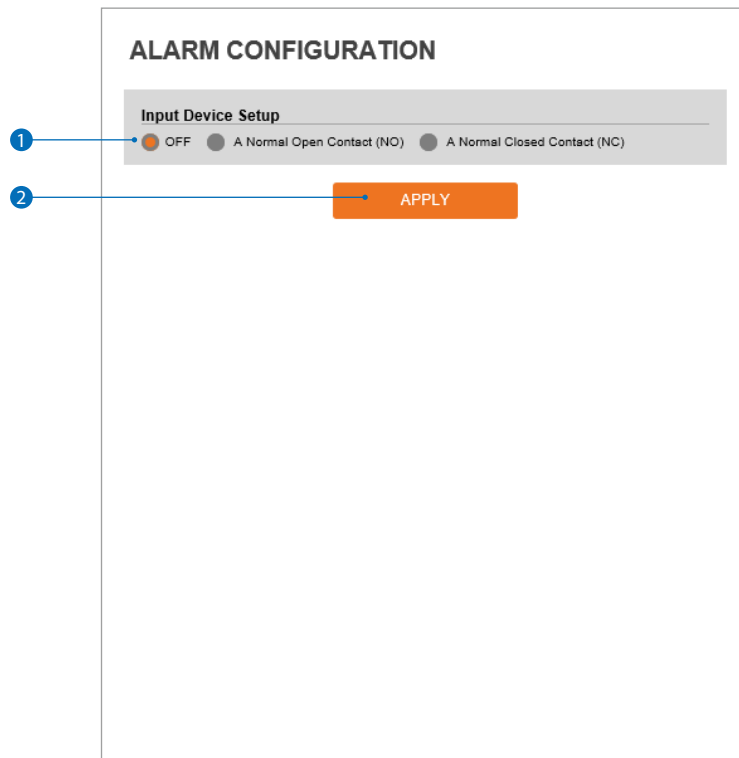 ALARM CONFIGURATION
Input Device Setup
1 OFF A Normal Open Contact (NO) A Normal Closed Contact (NC)
2 APPLY